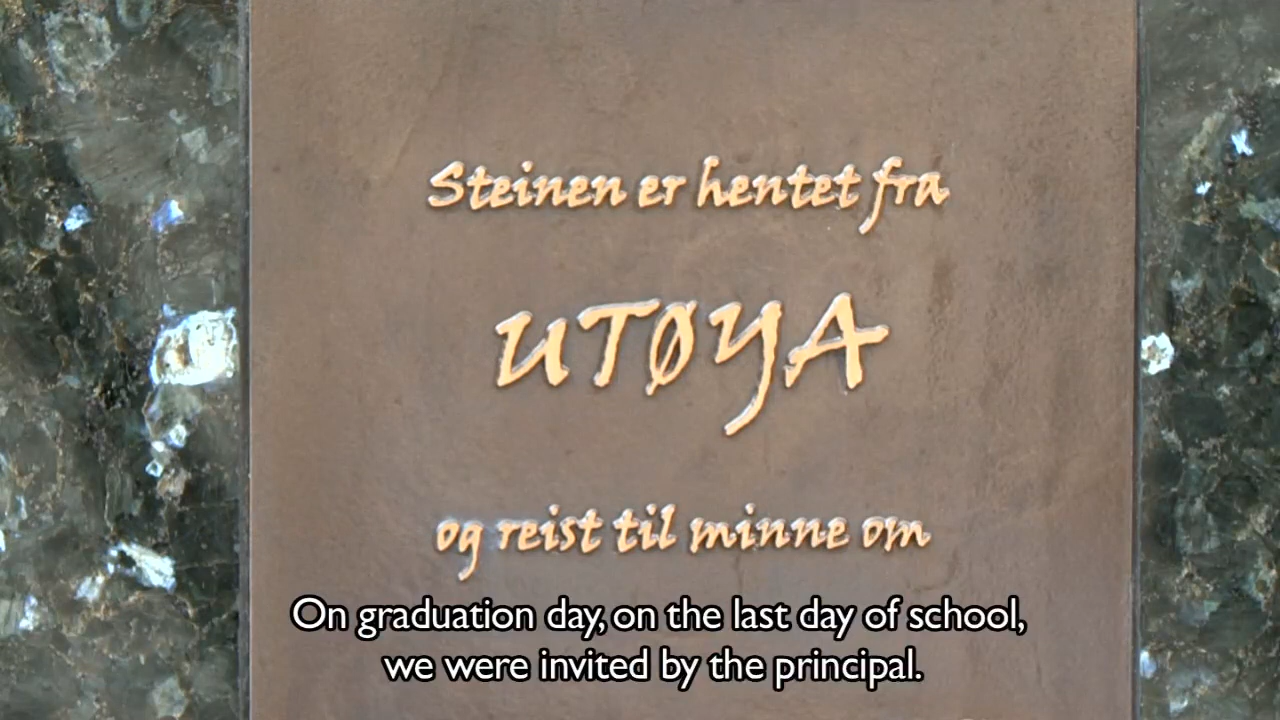 Steinen er hentet fra
UTØYA
og reist til minne om
On graduation day, on the last day of school,
we were invited by the principal.